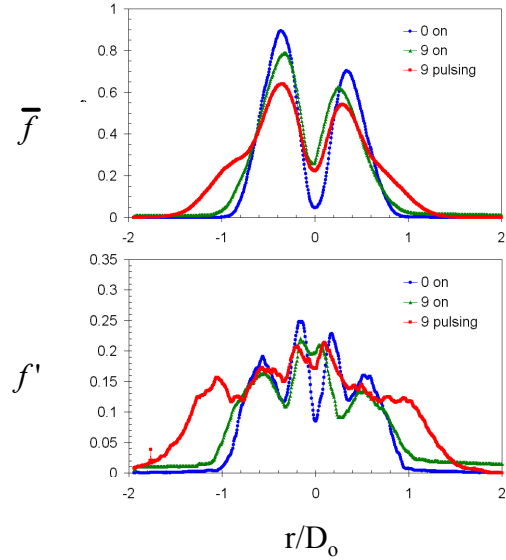 1
0.8
0.6
0.4
0.2
0
-2 -1 0 1 2
0 on
9 on
9 pulsing
f ,
0.35
0.3
0.25
0.2
0.15
0.1
0.05
0
-2 -1 0 1 2
0 on
9 on
9 pulsing
f'
r/Do